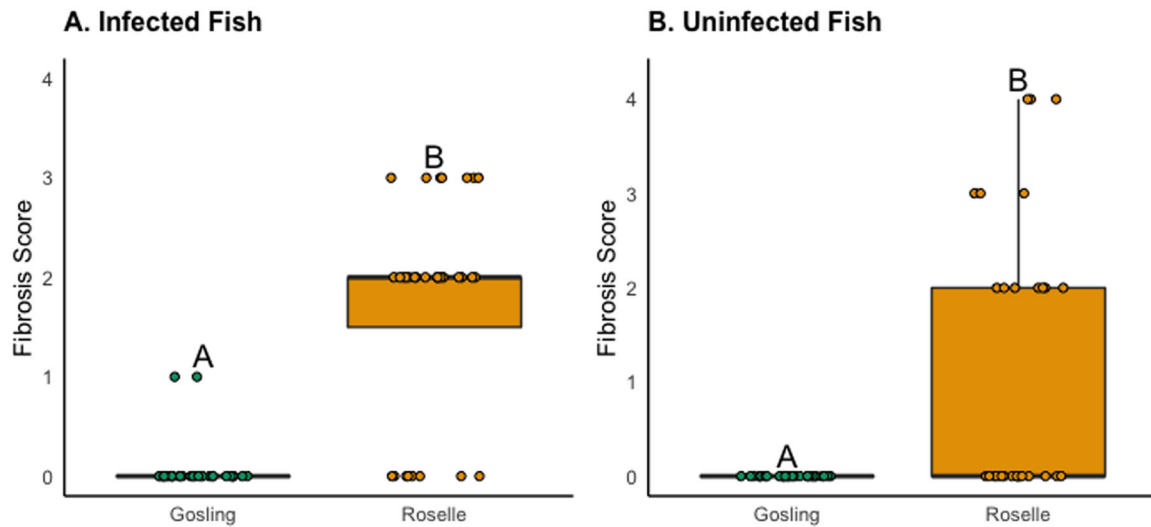 A. Infected Fish
Fibrosis Score
4
3
2
1
0
A
B
Gosling
Roselle
B. Uninfected Fish
Fibrosis Score
4
3
2
1
0
A
B
Gosling
Roselle